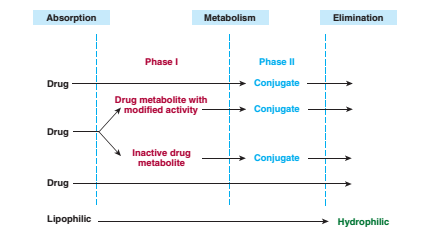 Absorption
Metabolism
Elimination
Phase I
Phase II
Drug
Conjugate
Drug metabolite with
modified activity
Conjugate
Drug
Inactive drug
metabolite
Conjugate
Drug
Lipophilic
Hydrophilic